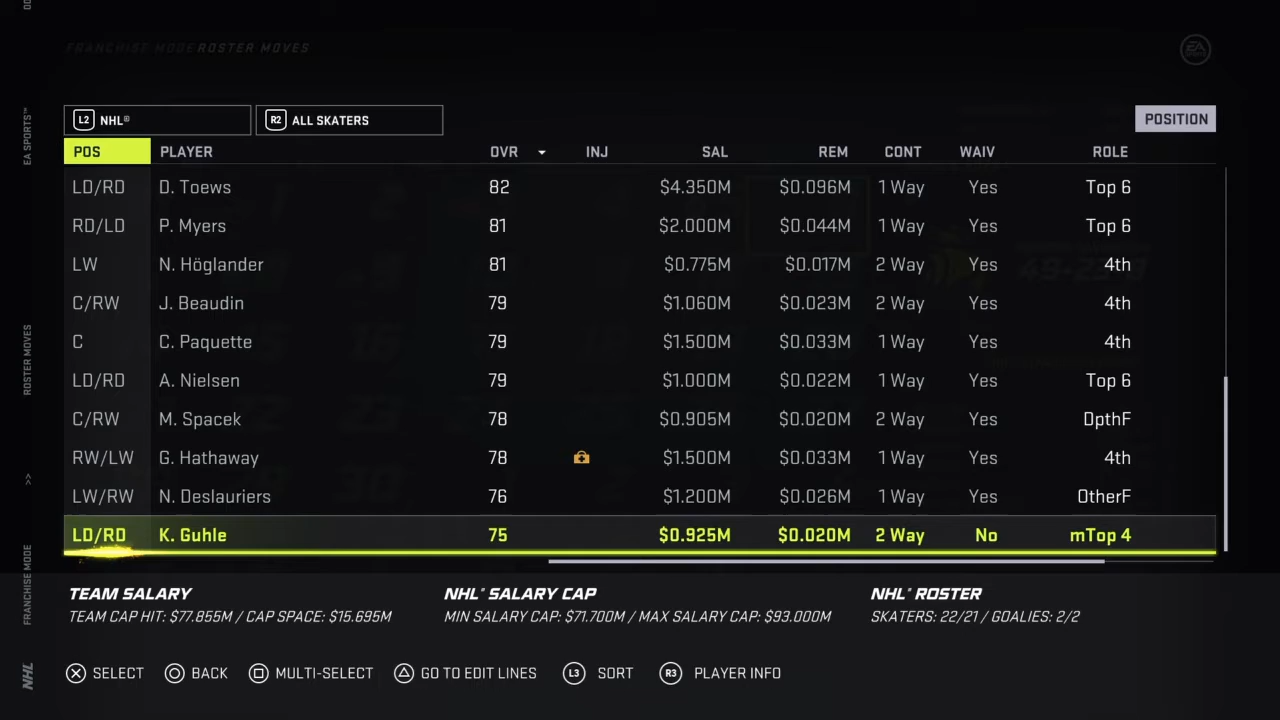 FRANCHISE MODE ROSTER MOVES
EA SPORTS™
ROSTER MOVES
>>
FRANCHISE MODE
NHL
L2 NHL®
R2 ALL SKATERS
POSITION
POS PLAYER OVR INJ SAL REM CONT WAIV ROLE
LD/RD D. Toews 82 $4.350M $0.096M 1 Way Yes Top 6
RD/LD P. Myers 81 $2.000M $0.044M 1 Way Yes Top 6
LW N. Höglander 81 $0.775M $0.017M 2 Way Yes 4th
C/RW J. Beaudin 79 $1.060M $0.023M 2 Way Yes 4th
C C. Paquette 79 $1.500M $0.033M 1 Way Yes 4th
LD/RD A. Nielsen 79 $1.000M $0.022M 1 Way Yes Top 6
C/RW M. Spacek 78 $0.905M $0.020M 2 Way Yes DpthF
RW/LW G. Hathaway 78 $1.500M $0.033M 1 Way Yes 4th
LW/RW N. Deslauriers 76 $1.200M $0.026M 1 Way Yes OtherF
LD/RD K. Guhle 75 $0.925M $0.020M 2 Way No mTop 4
TEAM SALARY
TEAM CAP HIT: $77.855M / CAP SPACE: $15.695M
NHL® SALARY CAP
MIN SALARY CAP: $71.700M / MAX SALARY CAP: $93.000M
NHL® ROSTER
SKATERS: 22/21 / GOALIES: 2/2
SELECT BACK MULTI-SELECT GO TO EDIT LINES L3 SORT R3 PLAYER INFO